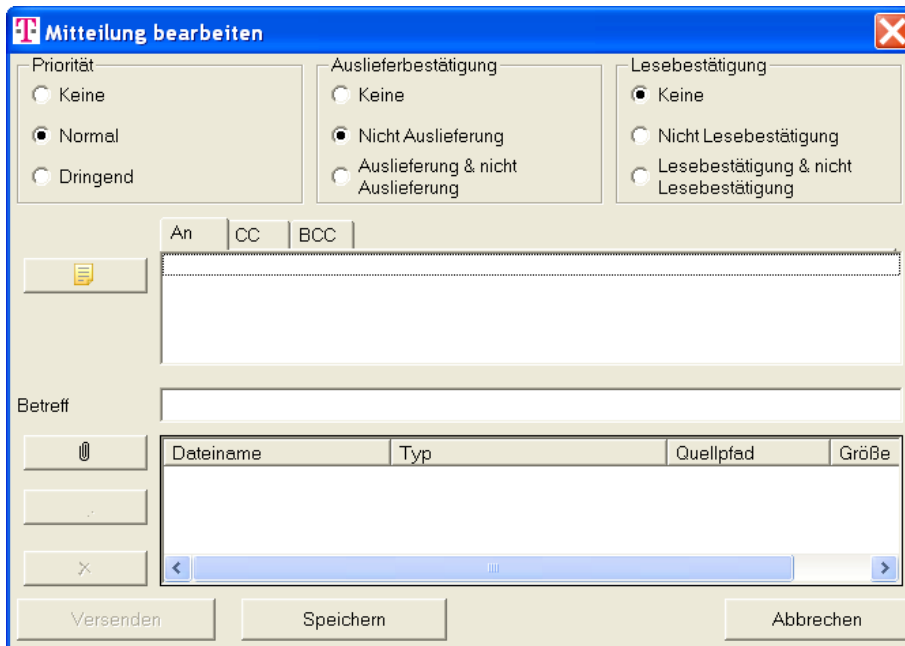 T Mitteilung bearbeiten
Priorität
Keine
Normal
Dringend
Auslieferbestätigung
Keine
Nicht Auslieferung
Auslieferung & nicht
Auslieferung
Lesebestätigung
Keine
Nicht Lesebestätigung
Lesebestätigung & nicht
Lesebestätigung
An CC BCC
Betreff
Dateiname Typ Quellpfad Größe
Versenden Speichern Abbrechen